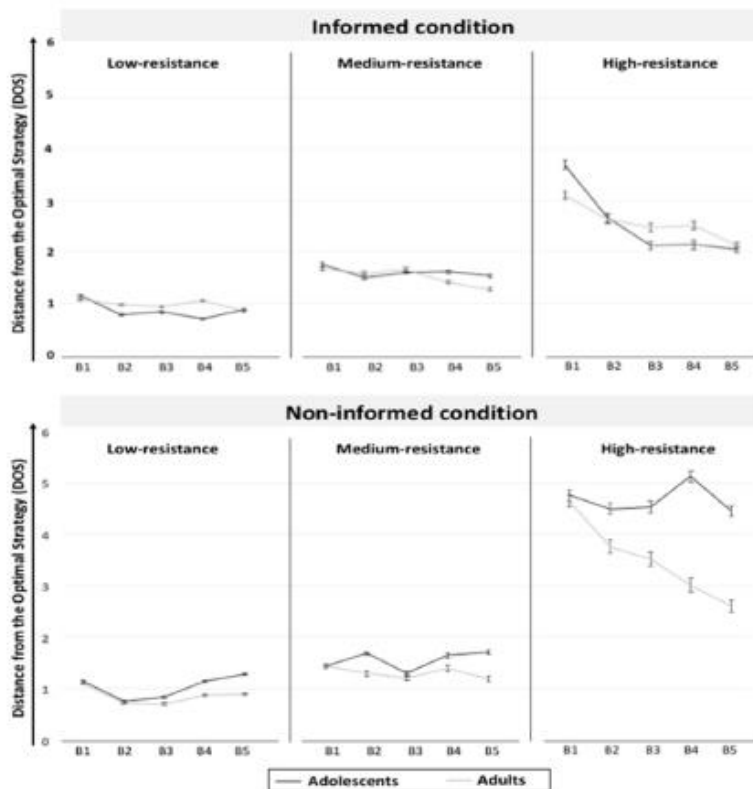 Informed condition
Low-resistance
Medium-resistance
High-resistance
Distance from the Optimal Strategy (DOS)
6
5
4
3
2
1
0
B1 B2 B3 B4 B5
B1 B2 B3 B4 B5
B1 B2 B3 B4 B5
Non-informed condition
Low-resistance
Medium-resistance
High-resistance
Distance from the Optimal Strategy (DOS)
6
5
4
3
2
1
0
B1 B2 B3 B4 B5
B1 B2 B3 B4 B5
B1 B2 B3 B4 B5
Adolescents Adults